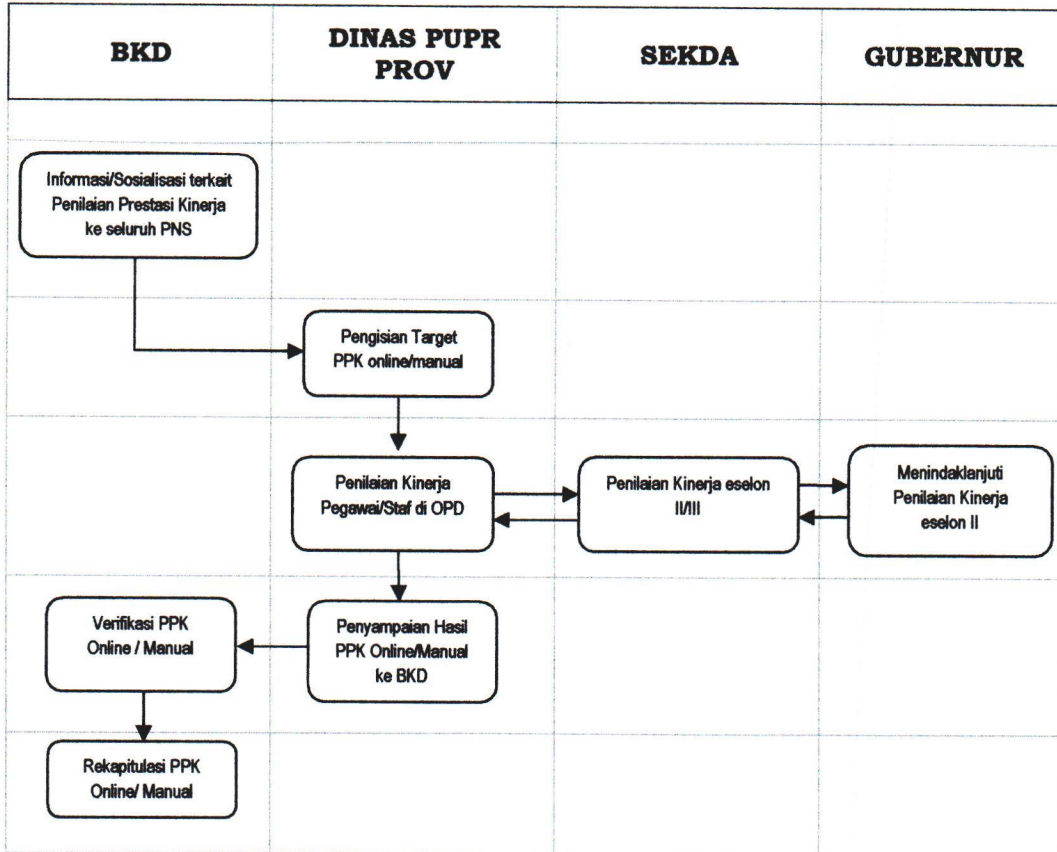 BKD
DINAS PUPR
PROV
SEKDA
GUBERNUR
Informasi/Sosialisasi terkait
Penilaian Prestasi Kinerja
ke seluruh PNS
Pengisian Target
PPK online/manual
Penilaian Kinerja
Pegawai/Staf di OPD
Penilaian Kinerja eselon
II/III
Menindaklanjuti
Penilaian Kinerja
eselon II
Verifikasi PPK
Online / Manual
Penyampaian Hasil
PPK Online/Manual
ke BKD
Rekapitulasi PPK
Online/ Manual